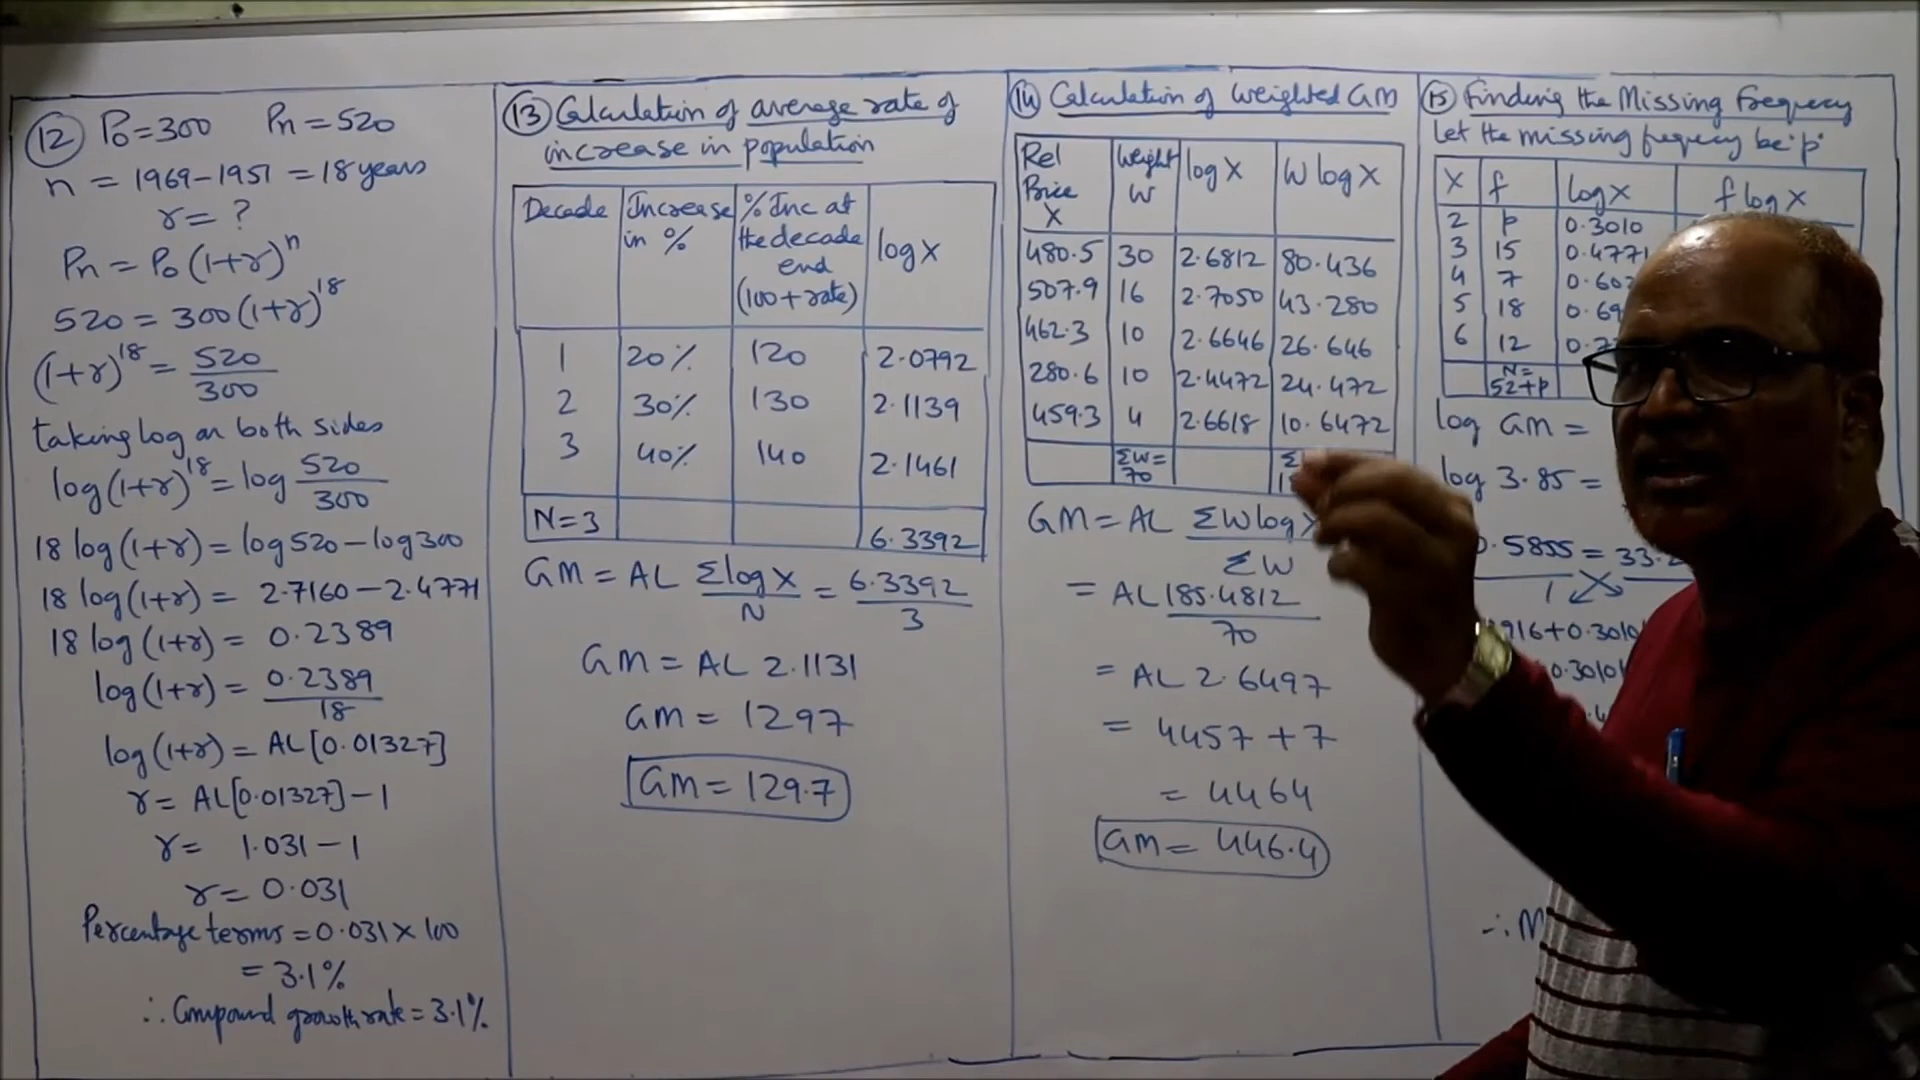 12 P0 = 300 Pn = 520
n = 1969 - 1951 = 18 years
r = ?
Pn = P0 (1+r)^n
520 = 300 (1+r)^18
(1+r)^18 = 520/300
taking log on both sides
log (1+r)^18 = log 520/300
18 log (1+r) = log 520 - log 300
18 log (1+r) = 2.7160 - 2.4771
18 log (1+r) = 0.2389
log (1+r) = 0.2389/18
log (1+r) = AL[0.01327]
r = AL[0.01327] - 1
r = 1.031 - 1
r = 0.031
Percentage terms = 0.031 x 100
= 3.1%
∴ Compound growth rate = 3.1%
13 Calculation of average rate of
increase in population
Decade Increase in % % Inc at the decade end (100 + rate) log X
1 20% 120 2.0792
2 30% 130 2.1139
3 40% 140 2.1461
N = 3 6.3392
GM = AL Σ log X / N = 6.3392 / 3
GM = AL 2.1131
GM = 1297
GM = 129.7
14 Calculation of Weighted GM
Rel Price X Weight W log X W log X
480.5 30 2.6812 80.436
507.9 16 2.7050 43.280
462.3 10 2.6646 26.646
280.6 10 2.4472 24.472
459.3 4 2.6618 10.6472
ΣW = 70
GM = AL ΣW log X / ΣW
= AL 185.4812 / 70
= AL 2.6497
= 4457 + 7
= 4464
GM = 446.4
15 Finding the Missing Frequecy
Let the missing frequecy be 'p'
X f log X f log X
2 p 0.3010
3 15 0.4771
4 7
5 18
6 12
N = 52+p
log GM =
log 3.85 =
0.5855 =
1